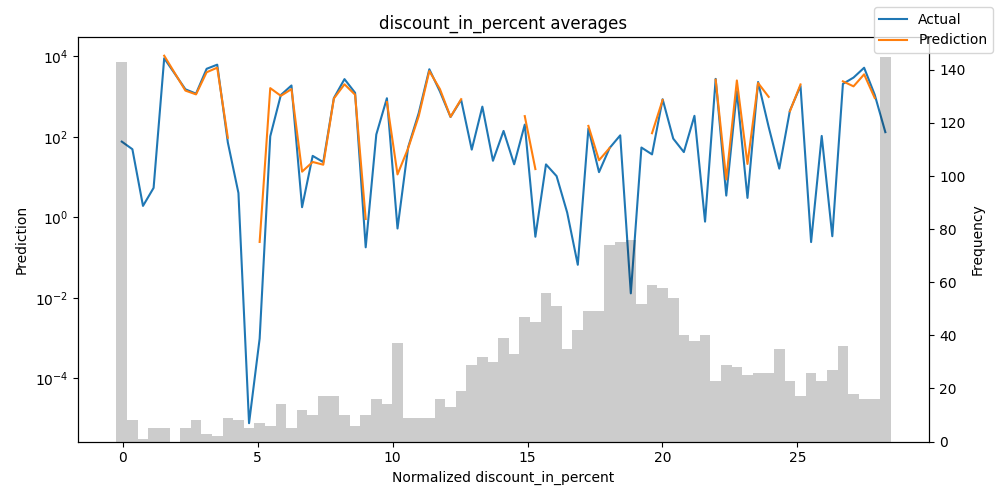 discount_in_percent averages
Actual
Prediction
Prediction
10^4
10^2
10^0
10^−2
10^−4
140
120
100
80
60
40
20
0
Frequency
0 5 10 15 20 25
Normalized discount_in_percent